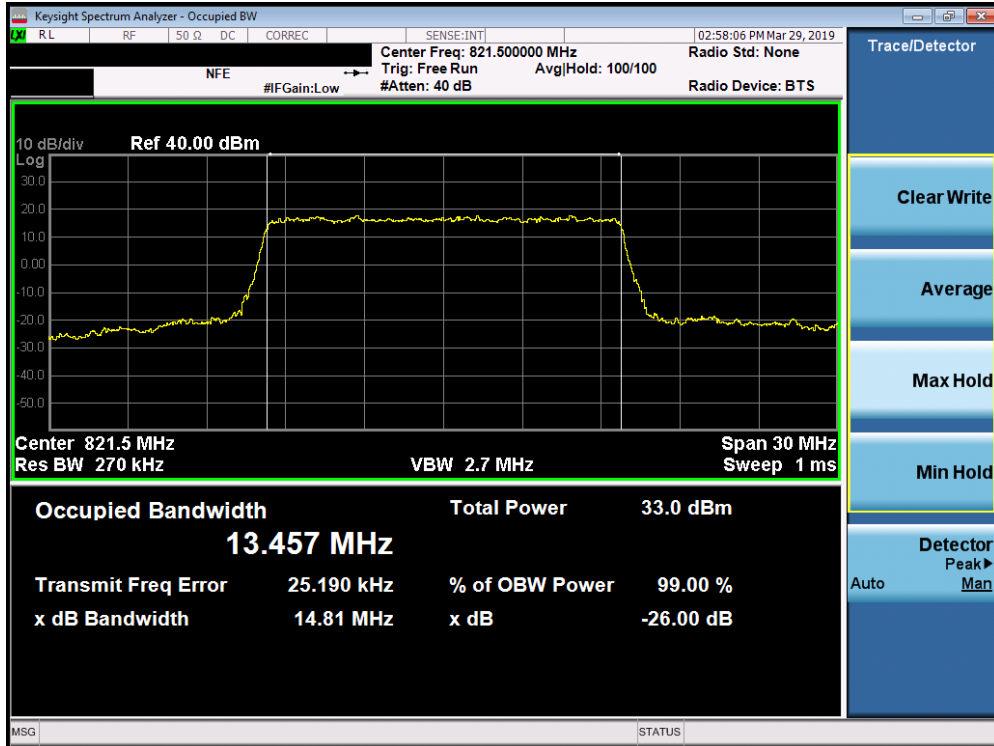 Keysight Spectrum Analyzer - Occupied BW
LXI RL RF 50 Ω DC CORREC SENSE:INT 02:58:06 PM Mar 29, 2019
Center Freq: 821.500000 MHz Radio Std: None
NFE Trig: Free Run Avg|Hold: 100/100
#IFGain:Low #Atten: 40 dB Radio Device: BTS
10 dB/div Ref 40.00 dBm
Log
30.0
20.0
10.0
0.00
-10.0
-20.0
-30.0
-40.0
-50.0
Center 821.5 MHz Span 30 MHz
Res BW 270 kHz VBW 2.7 MHz Sweep 1 ms
Occupied Bandwidth Total Power 33.0 dBm
13.457 MHz
Transmit Freq Error 25.190 kHz % of OBW Power 99.00 %
x dB Bandwidth 14.81 MHz x dB -26.00 dB
MSG STATUS
Trace/Detector
Clear Write
Average
Max Hold
Min Hold
Detector
Peak▶
Auto Man